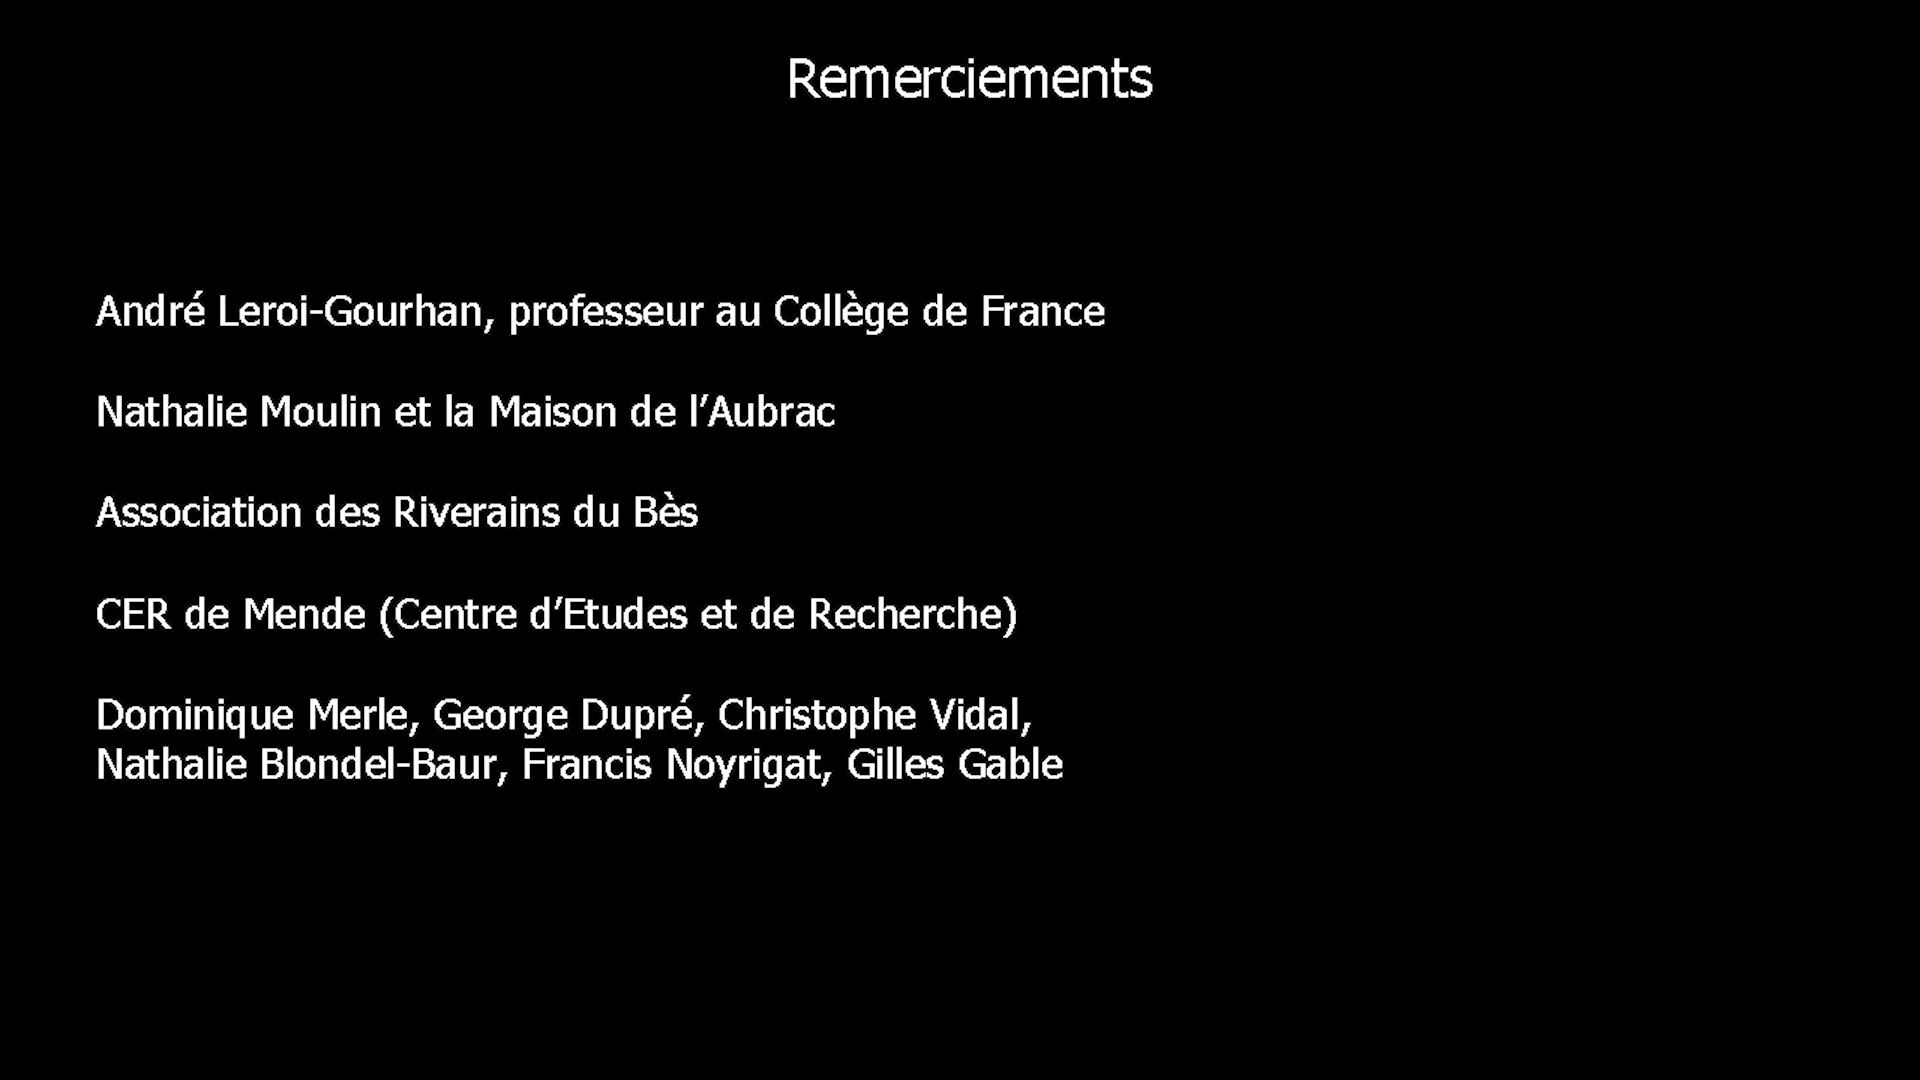 Remerciements
André Leroi-Gourhan, professeur au Collège de France
Nathalie Moulin et la Maison de l’Aubrac
Association des Riverains du Bès
CER de Mende (Centre d’Etudes et de Recherche)
Dominique Merle, George Dupré, Christophe Vidal,
Nathalie Blondel-Baur, Francis Noyrigat, Gilles Gable